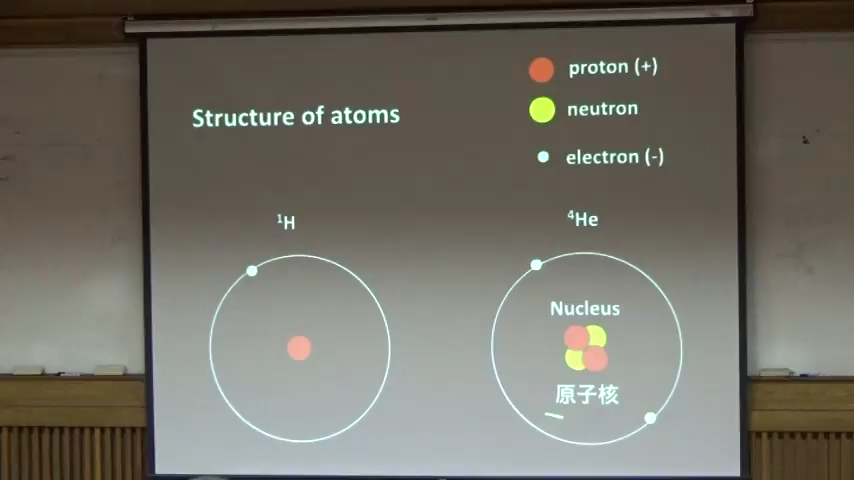 proton (+)
Structure of atoms
neutron
electron (-)
¹H
⁴He
Nucleus
原子核